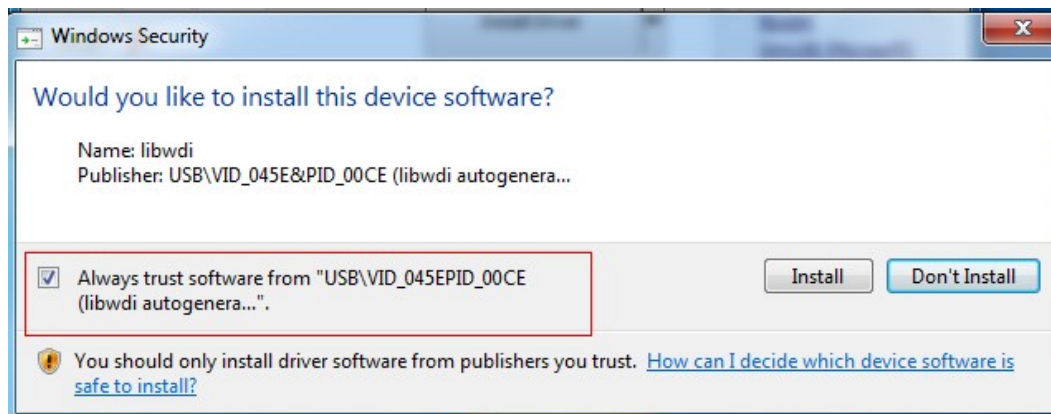 Windows Security
Would you like to install this device software?
Name: libwdi
Publisher: USB\VID_045E&PID_00CE (libwdi autogenera...
Always trust software from "USB\VID_045EPID_00CE
(libwdi autogenera...".
Install
Don't Install
You should only install driver software from publishers you trust. How can I decide which device software is
safe to install?